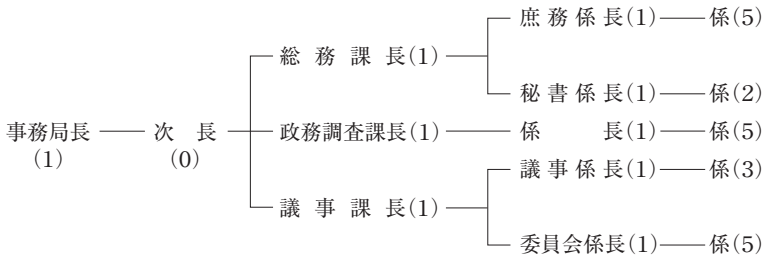 庶務係長(1) 係(5)
総務課長(1)
秘書係長(1) 係(2)
事務局長 次長 政務調査課長(1) 係長(1) 係(5)
(1) (0)
議事係長(1) 係(3)
議事課長(1)
委員会係長(1) 係(5)